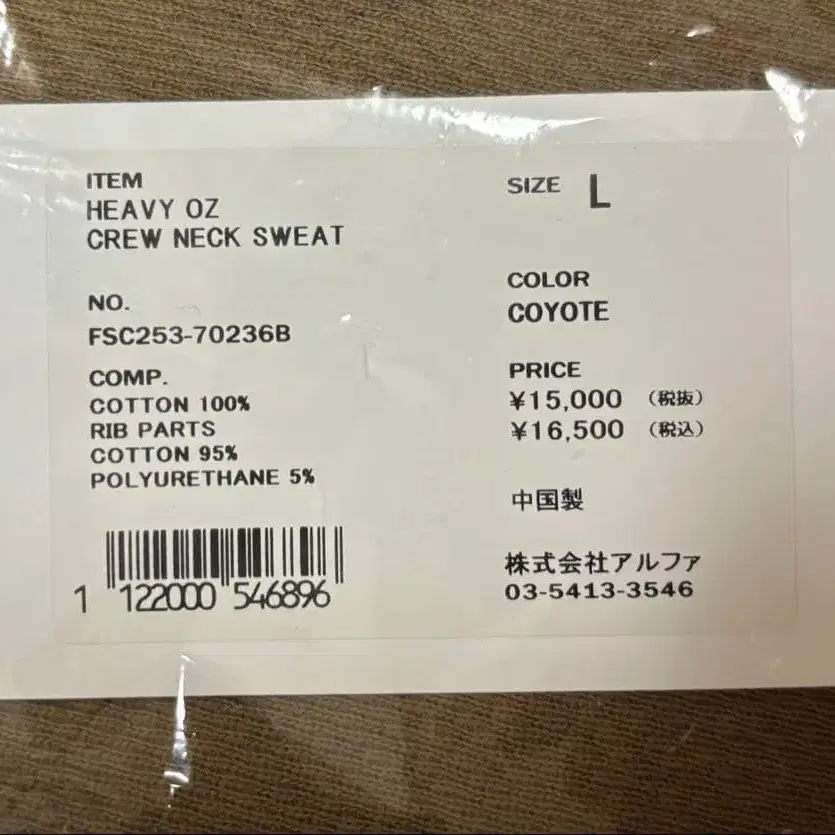 ITEM
HEAVY OZ
CREW NECK SWEAT
NO.
FSC253-70236B
COMP.
COTTON 100%
RIB PARTS
COTTON 95%
POLYURETHANE 5%
1 122000 546896
SIZE L
COLOR
COYOTE
PRICE
¥15,000 (税抜)
¥16,500 (税込)
中国製
株式会社アルファ
03-5413-3546